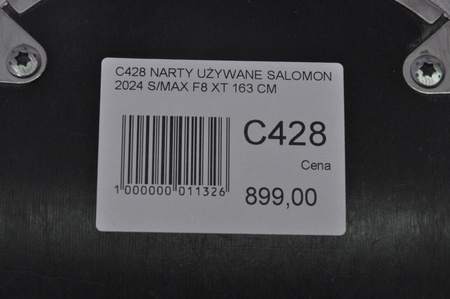 C428 NARTY UŻYWANE SALOMON
2024 S/MAX F8 XT 163 CM
C428
Cena
1 000000 011326
899,00